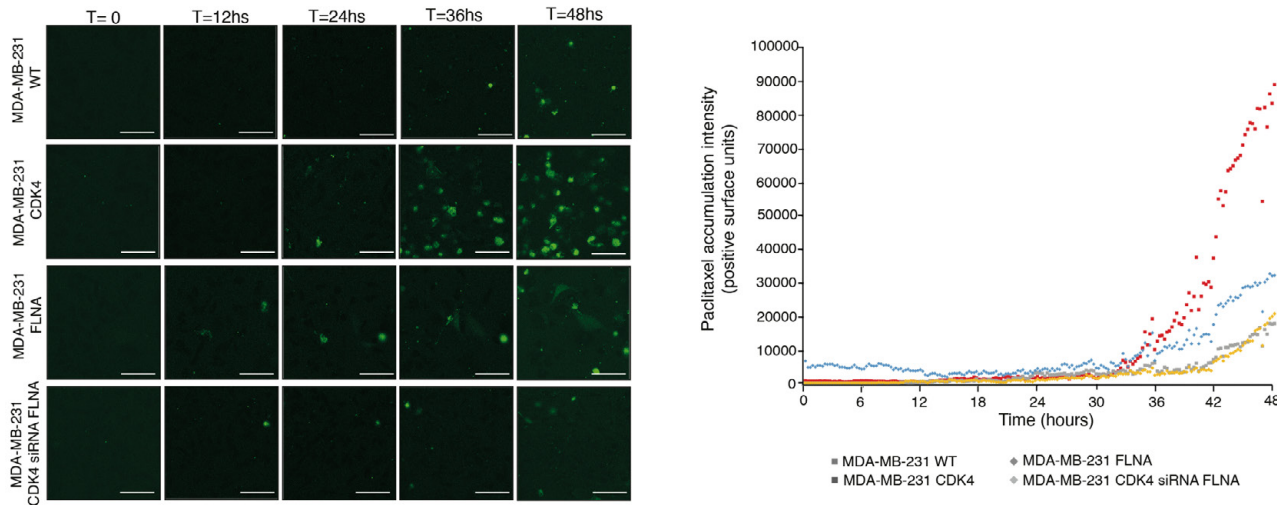 T= 0 T=12hs T=24hs T=36hs T=48hs
MDA-MB-231
WT
MDA-MB-231
CDK4
MDA-MB-231
FLNA
MDA-MB-231
CDK4 siRNA FLNA
Paclitaxel accumulation intensity
(positive surface units)
100000
90000
80000
70000
60000
50000
40000
30000
20000
10000
0
0 6 12 18 24 30 36 42 48
Time (hours)
MDA-MB-231 WT
MDA-MB-231 FLNA
MDA-MB-231 CDK4
MDA-MB-231 CDK4 siRNA FLNA